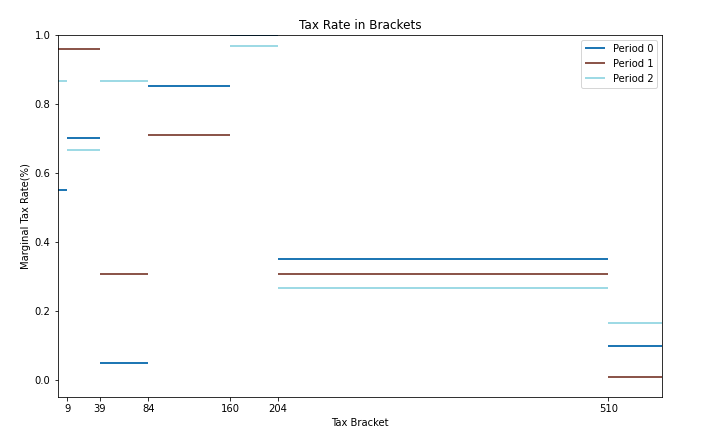 Tax Rate in Brackets
Period 0
Period 1
Period 2
Marginal Tax Rate(%)
1.0
0.8
0.6
0.4
0.2
0.0
9 39 84 160 204 510
Tax Bracket